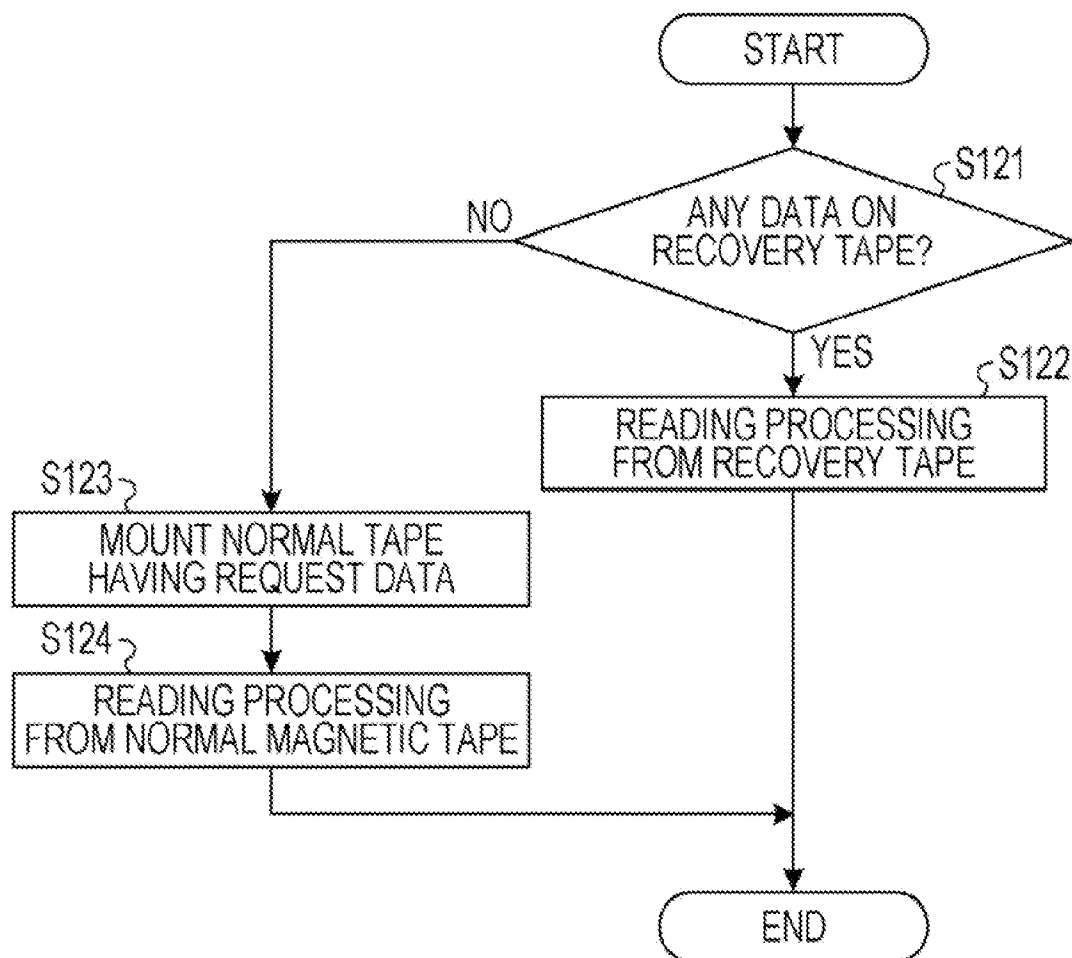 START
S121
ANY DATA ON
RECOVERY TAPE?
NO
YES
S122
READING PROCESSING
FROM RECOVERY TAPE
S123
MOUNT NORMAL TAPE
HAVING REQUEST DATA
S124
READING PROCESSING
FROM NORMAL MAGNETIC TAPE
END